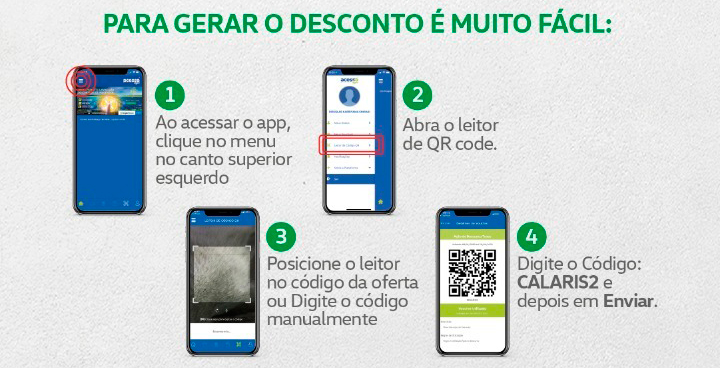 PARA GERAR O DESCONTO É MUITO FÁCIL:
1
Ao acessar o app,
clique no menu
no canto superior
esquerdo
2
Abra o leitor
de QR code.
3
Posicione o leitor
no código da oferta
ou Digite o código
manualmente
4
Digite o Código:
CALARIS2 e
depois em Enviar.